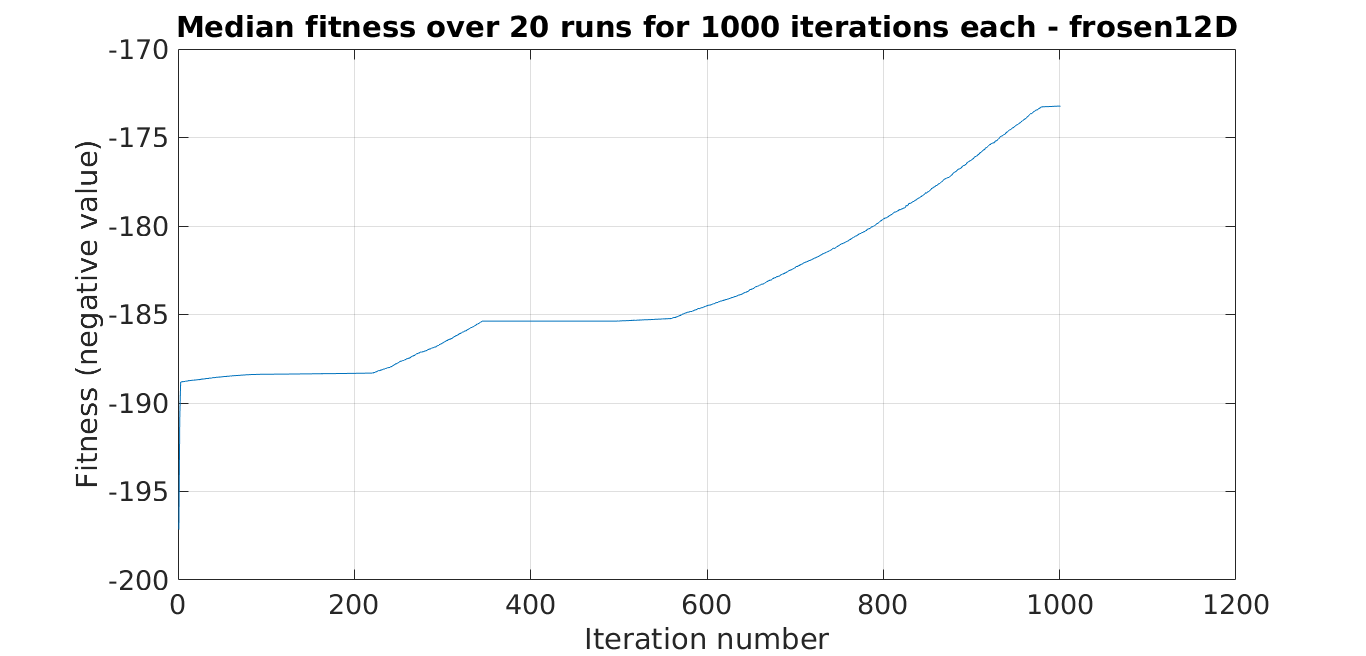 Median fitness over 20 runs for 1000 iterations each - frosen12D
Fitness (negative value)
-170
-175
-180
-185
-190
-195
-200
0 200 400 600 800 1000 1200
Iteration number